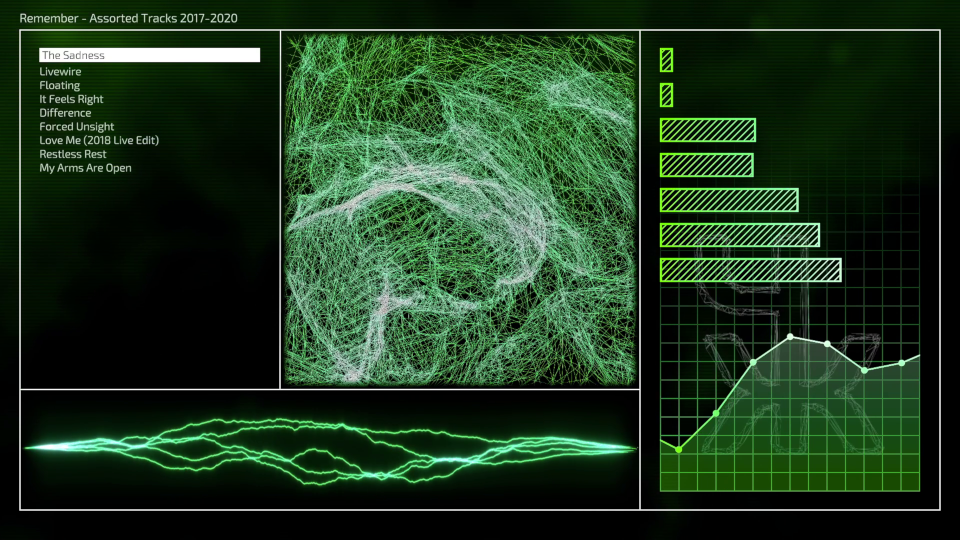 Remember - Assorted Tracks 2017-2020
The Sadness
Livewire
Floating
It Feels Right
Difference
Forced Unsight
Love Me (2018 Live Edit)
Restless Rest
My Arms Are Open